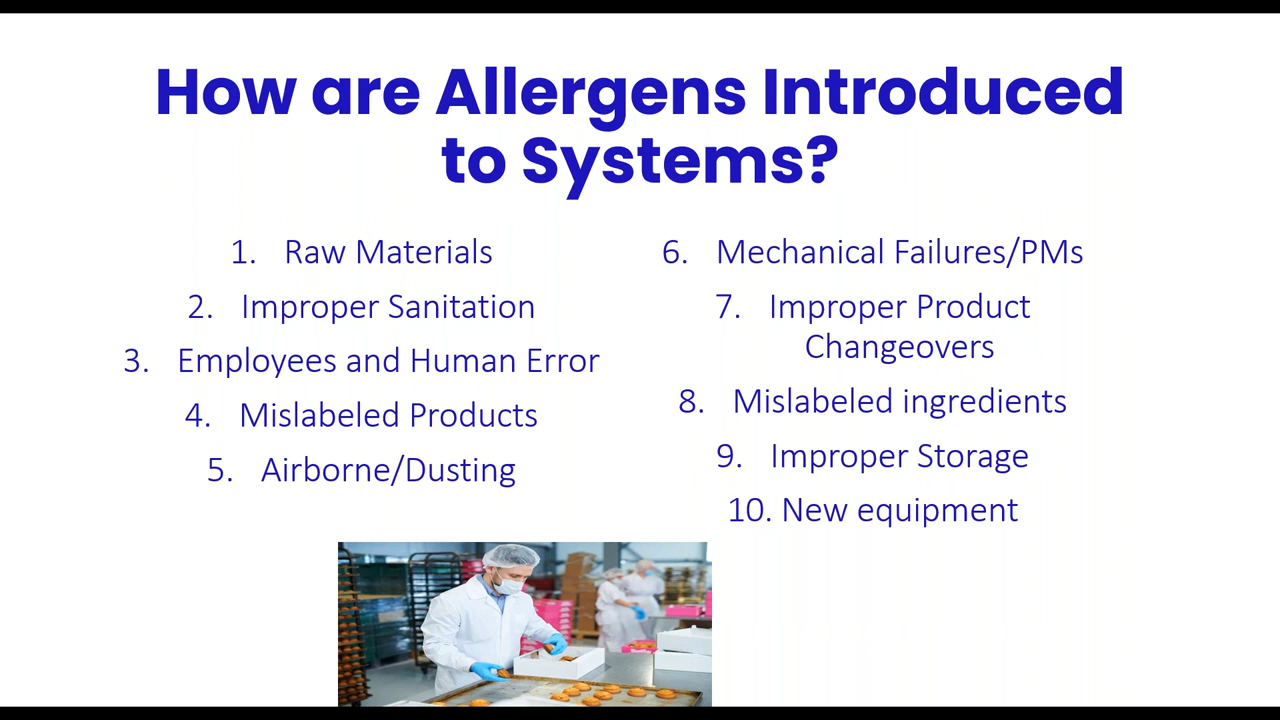 How are Allergens Introduced
to Systems?
1. Raw Materials
2. Improper Sanitation
3. Employees and Human Error
4. Mislabeled Products
5. Airborne/Dusting
6. Mechanical Failures/PMs
7. Improper Product
Changeovers
8. Mislabeled ingredients
9. Improper Storage
10. New equipment